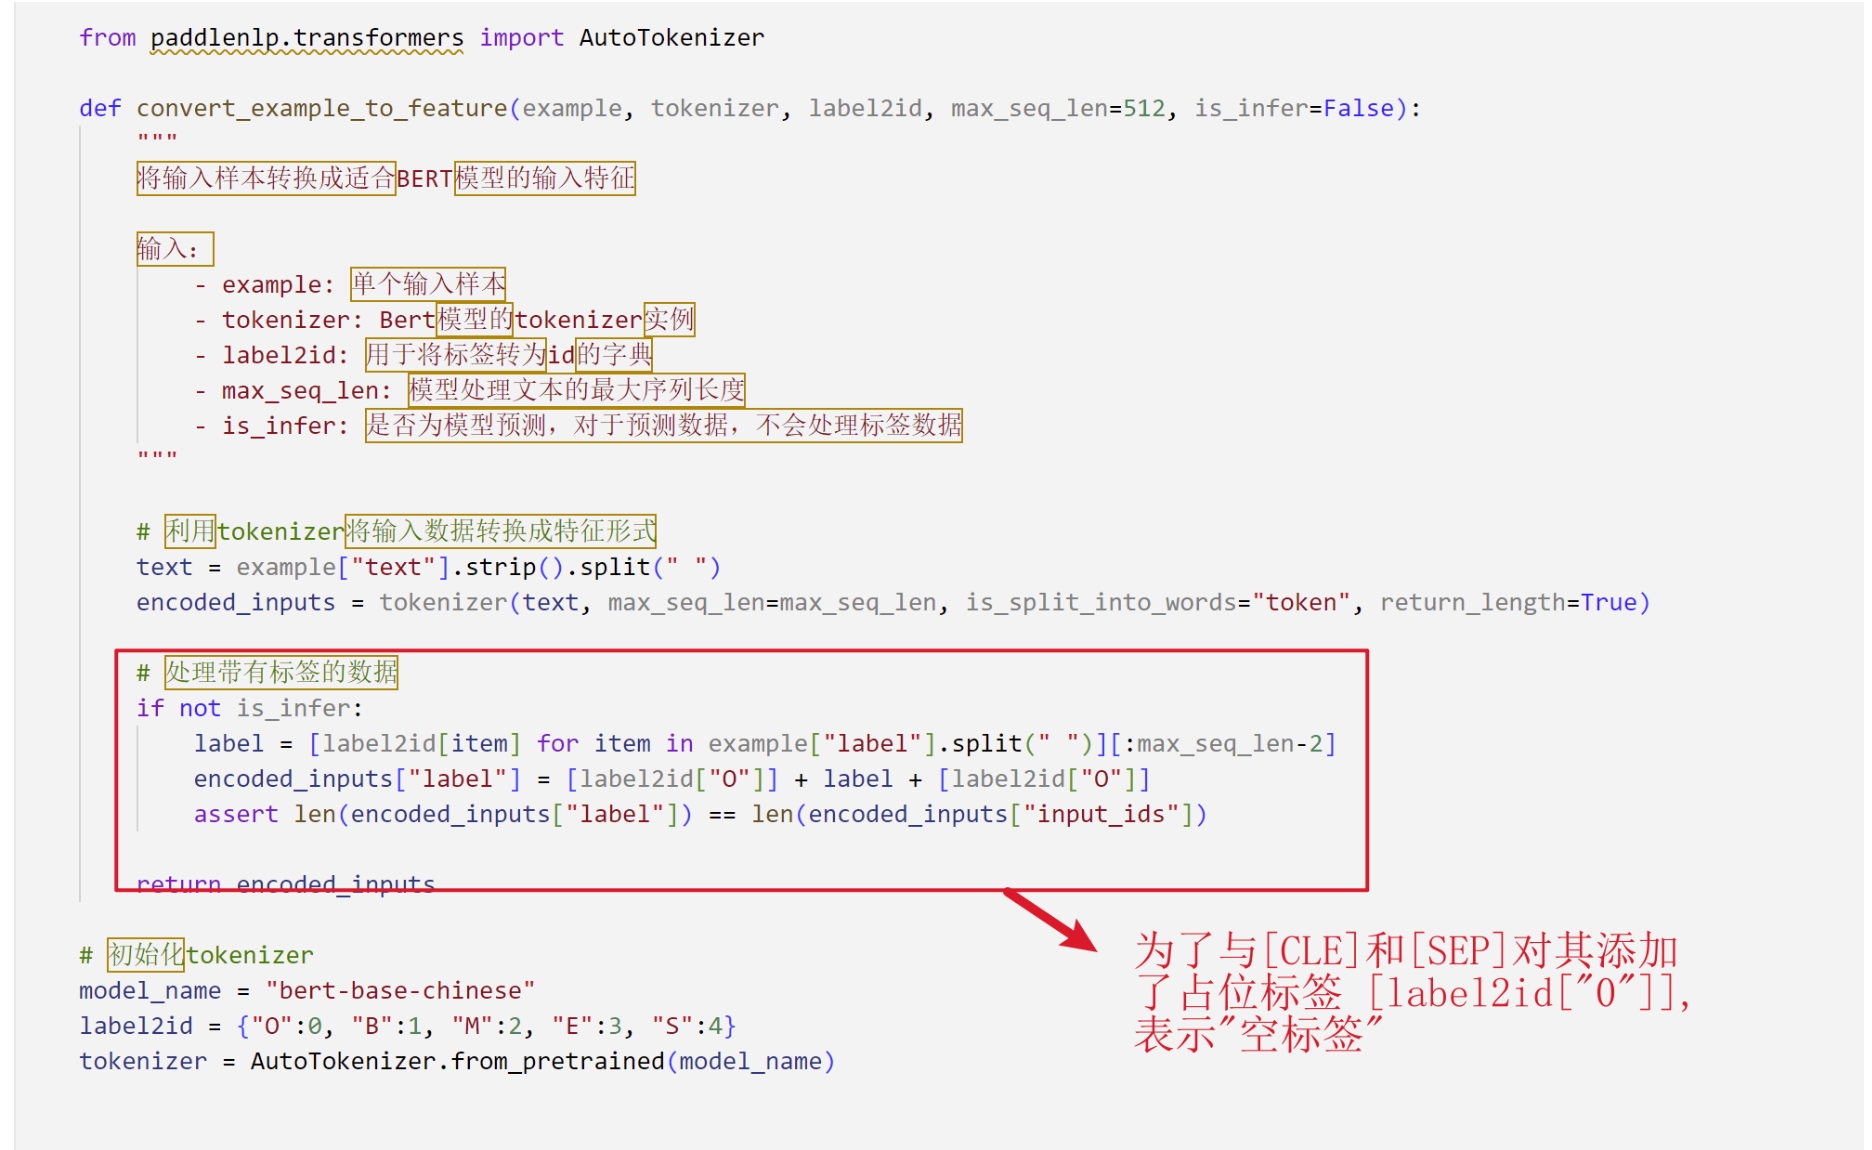 from paddlenlp.transformers import AutoTokenizer
def convert_example_to_feature(example, tokenizer, label2id, max_seq_len=512, is_infer=False):
"""
将输入样本转换成适合BERT模型的输入特征
输入：
- example: 单个输入样本
- tokenizer: Bert模型的tokenizer实例
- label2id: 用于将标签转为id的字典
- max_seq_len: 模型处理文本的最大序列长度
- is_infer: 是否为模型预测，对于预测数据，不会处理标签数据
"""
# 利用tokenizer将输入数据转换成特征形式
text = example["text"].strip().split(" ")
encoded_inputs = tokenizer(text, max_seq_len=max_seq_len, is_split_into_words="token", return_length=True)
# 处理带有标签的数据
if not is_infer:
label = [label2id[item] for item in example["label"].split(" ")][:max_seq_len-2]
encoded_inputs["label"] = [label2id["O"]] + label + [label2id["O"]]
assert len(encoded_inputs["label"]) == len(encoded_inputs["input_ids"])
return encoded_inputs
# 初始化tokenizer
model_name = "bert-base-chinese"
label2id = {"O":0, "B":1, "M":2, "E":3, "S":4}
tokenizer = AutoTokenizer.from_pretrained(model_name)
为了与[CLE]和[SEP]对其添加
了占位标签 [label2id["O"]],
表示"空标签"